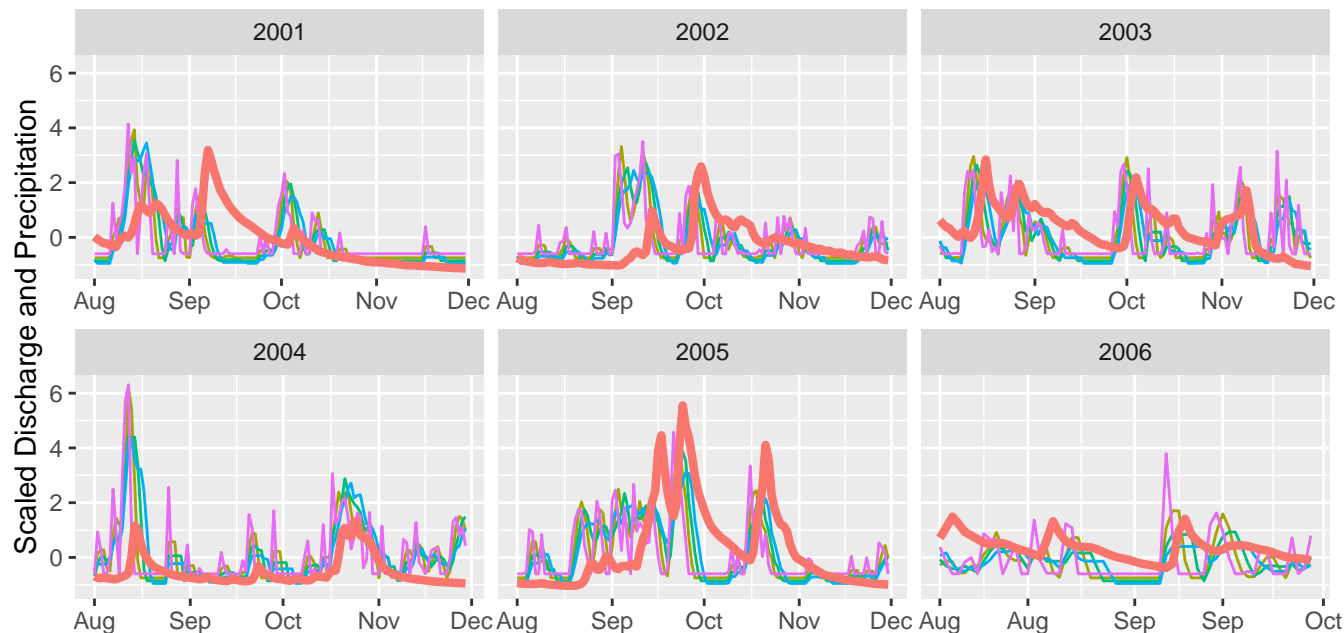 2001 2002 2003
6
4
2
0
Aug Sep Oct Nov Dec Aug Sep Oct Nov Dec Aug Sep Oct Nov Dec
Scaled Discharge and Precipitation
2004 2005 2006
6
4
2
0
Aug Sep Oct Nov Dec Aug Sep Oct Nov Dec Aug Aug Sep Sep Oct